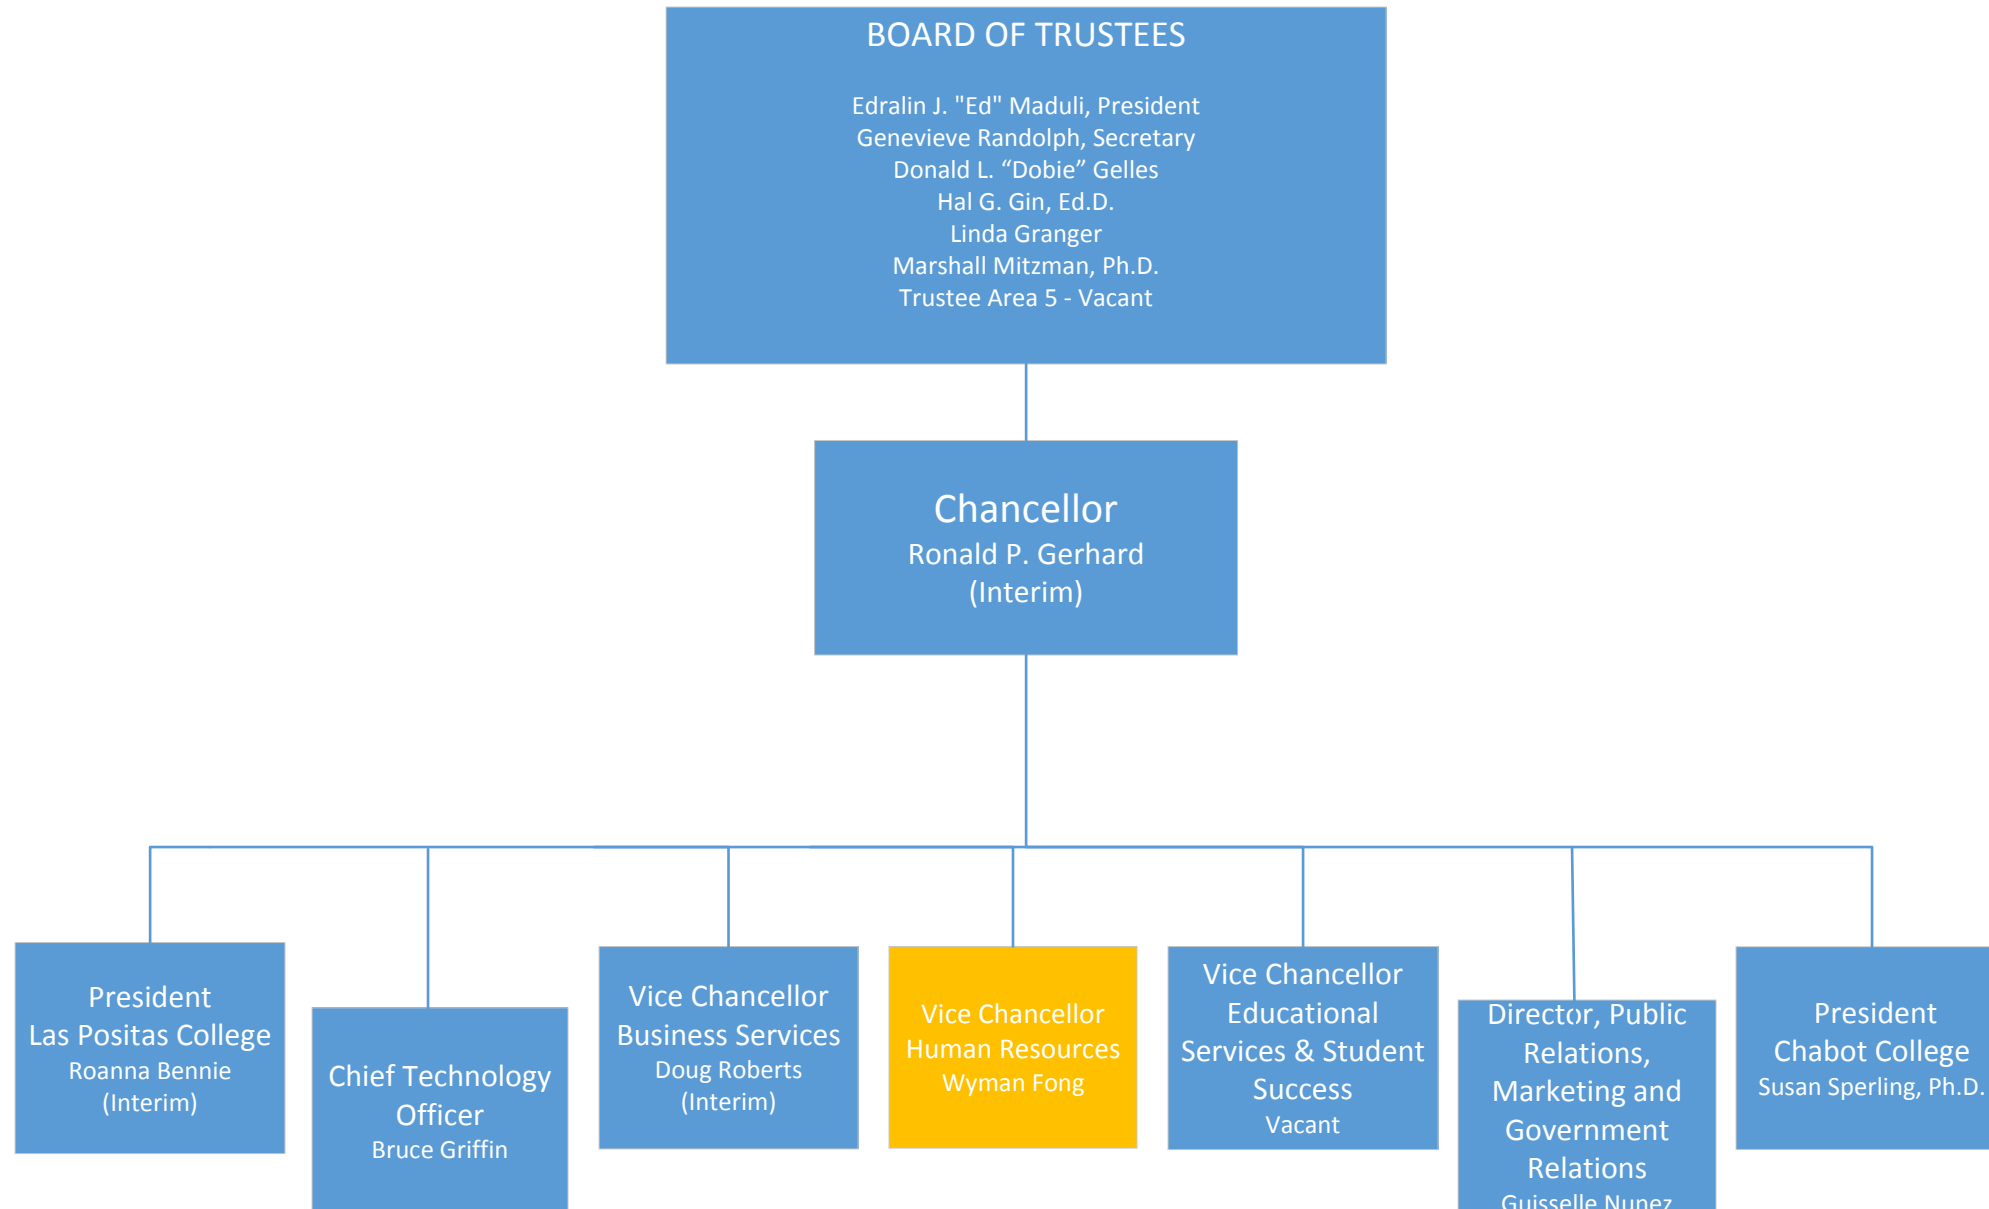 BOARD OF TRUSTEES
Edralin J. "Ed" Maduli, President
Genevieve Randolph, Secretary
Donald L. “Dobie” Gelles
Hal G. Gin, Ed.D.
Linda Granger
Marshall Mitzman, Ph.D.
Trustee Area 5 - Vacant
Chancellor
Ronald P. Gerhard
(Interim)
President
Las Positas College
Roanna Bennie
(Interim)
Chief Technology
Officer
Bruce Griffin
Vice Chancellor
Business Services
Doug Roberts
(Interim)
Vice Chancellor
Human Resources
Wyman Fong
Vice Chancellor
Educational
Services & Student
Success
Vacant
Director, Public
Relations,
Marketing and
Government
Relations
Guisselle Nunez
President
Chabot College
Susan Sperling, Ph.D.